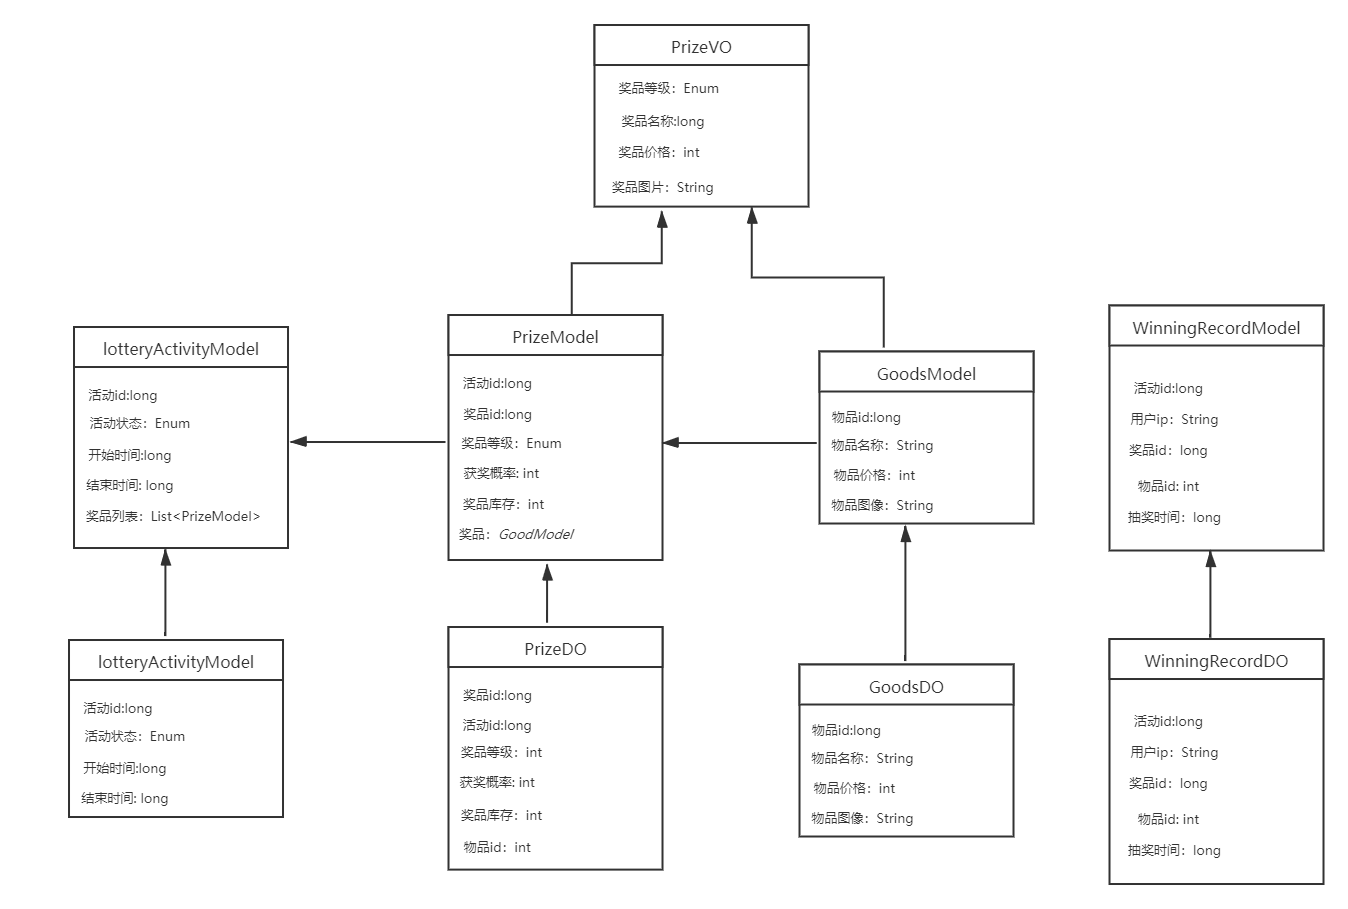 PrizeVO
奖品等级：Enum
奖品名称:long
奖品价格：int
奖品图片：String
lotteryActivityModel
活动id:long
活动状态：Enum
开始时间:long
结束时间: long
奖品列表：List<PrizeModel>
PrizeModel
活动id:long
奖品id:long
奖品等级：Enum
获奖概率: int
奖品库存：int
奖品：GoodModel
GoodsModel
物品id:long
物品名称：String
物品价格：int
物品图像：String
WinningRecordModel
活动id:long
用户ip：String
奖品id：long
物品id: int
抽奖时间：long
lotteryActivityModel
活动id:long
活动状态：Enum
开始时间:long
结束时间: long
PrizeDO
奖品id:long
活动id:long
奖品等级：int
获奖概率: int
奖品库存：int
物品id：int
GoodsDO
物品id:long
物品名称：String
物品价格：int
物品图像：String
WinningRecordDO
活动id:long
用户ip：String
奖品id：long
物品id: int
抽奖时间：long